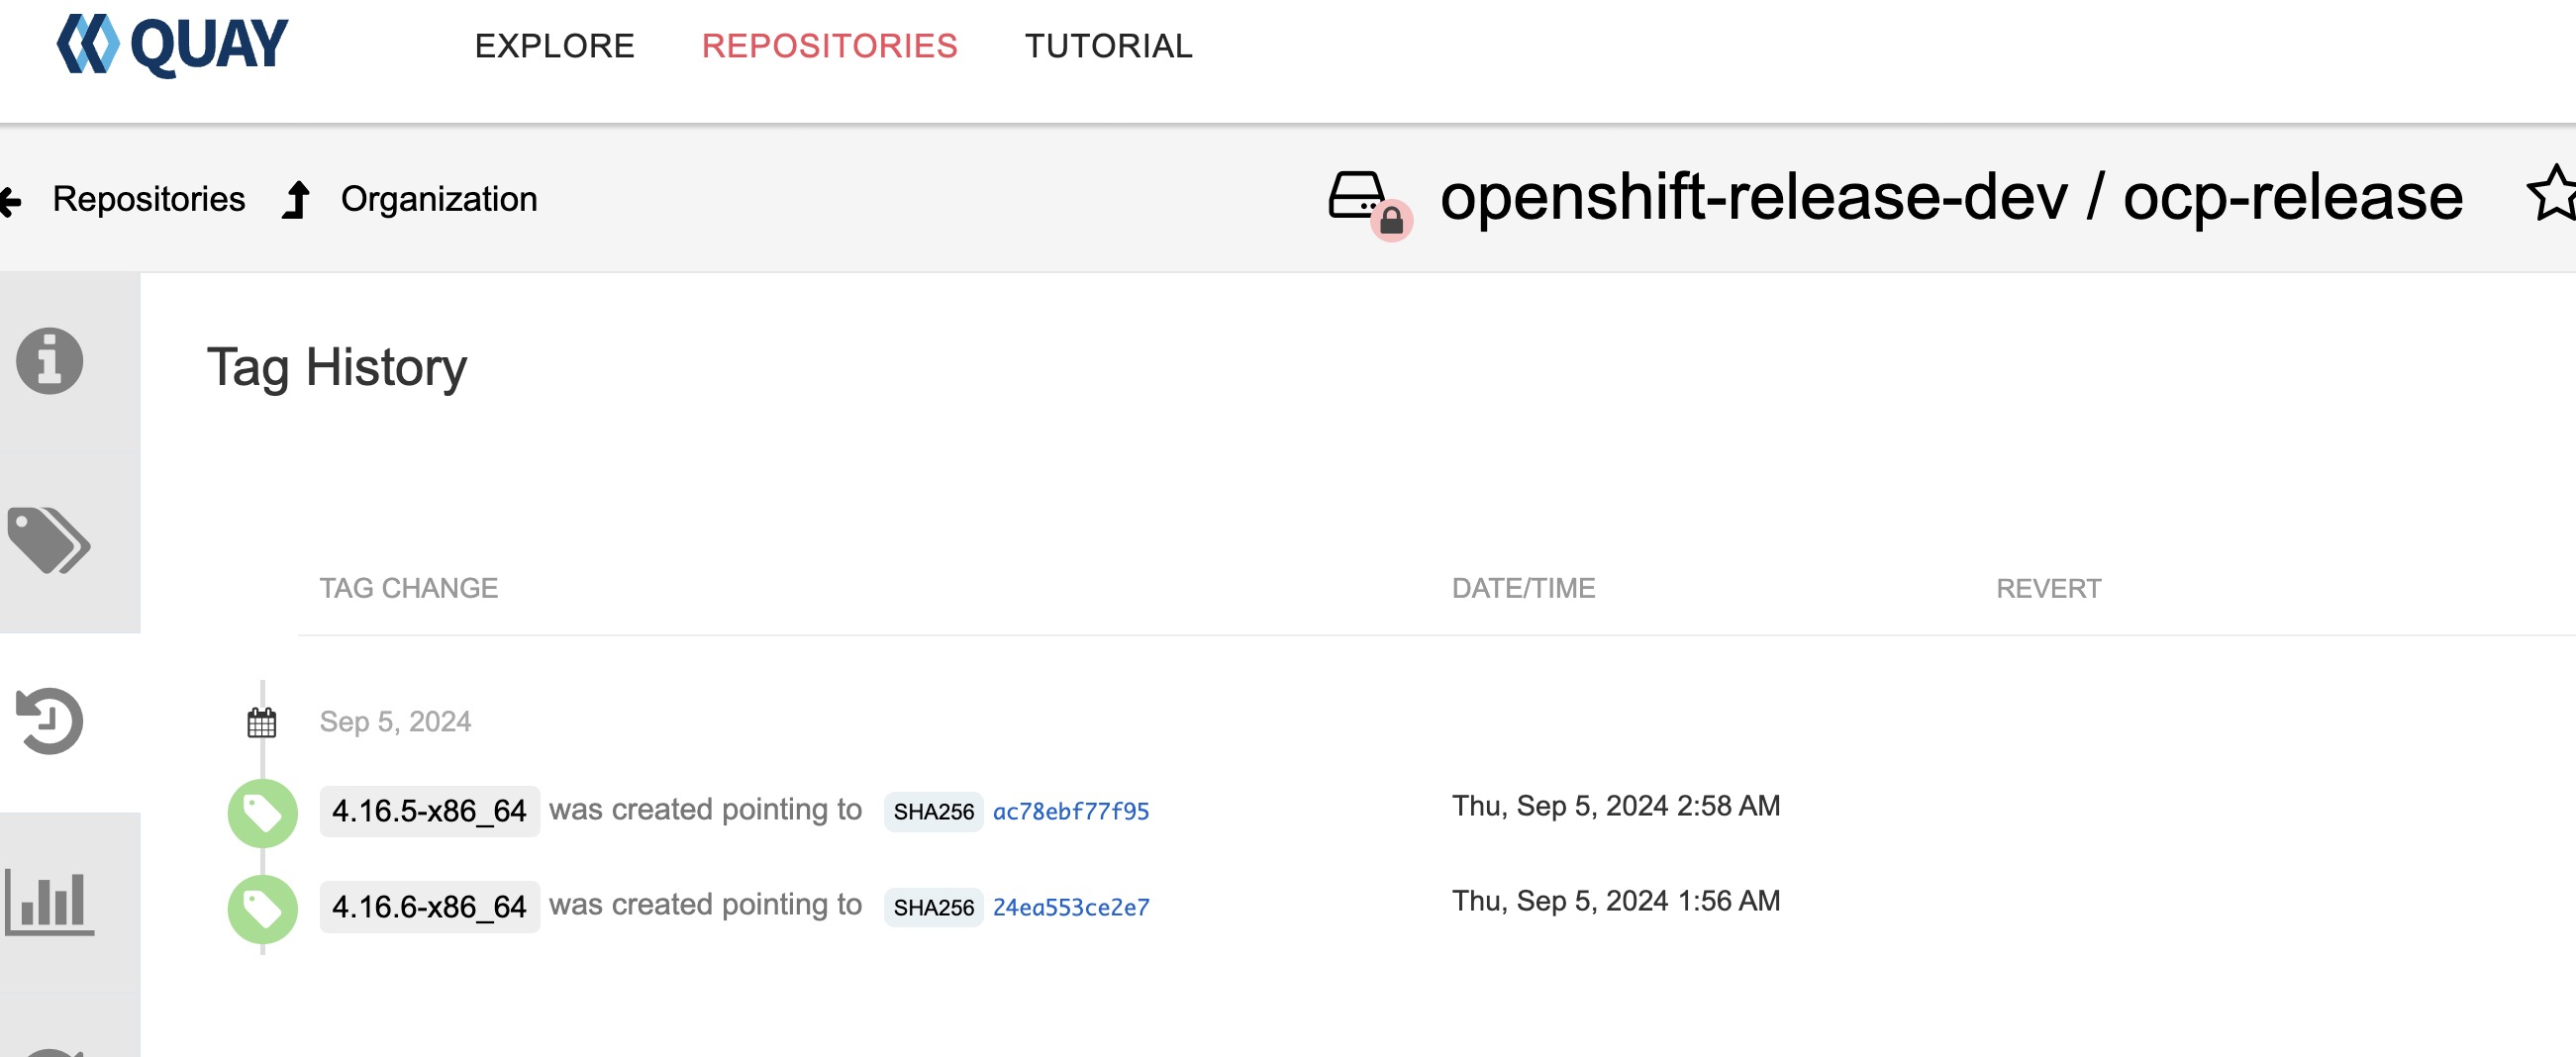 QUAY EXPLORE REPOSITORIES TUTORIAL
Repositories Organization openshift-release-dev / ocp-release
Tag History
TAG CHANGE DATE/TIME REVERT
Sep 5, 2024
4.16.5-x86_64 was created pointing to SHA256 ac78ebf77f95 Thu, Sep 5, 2024 2:58 AM
4.16.6-x86_64 was created pointing to SHA256 24ea553ce2e7 Thu, Sep 5, 2024 1:56 AM